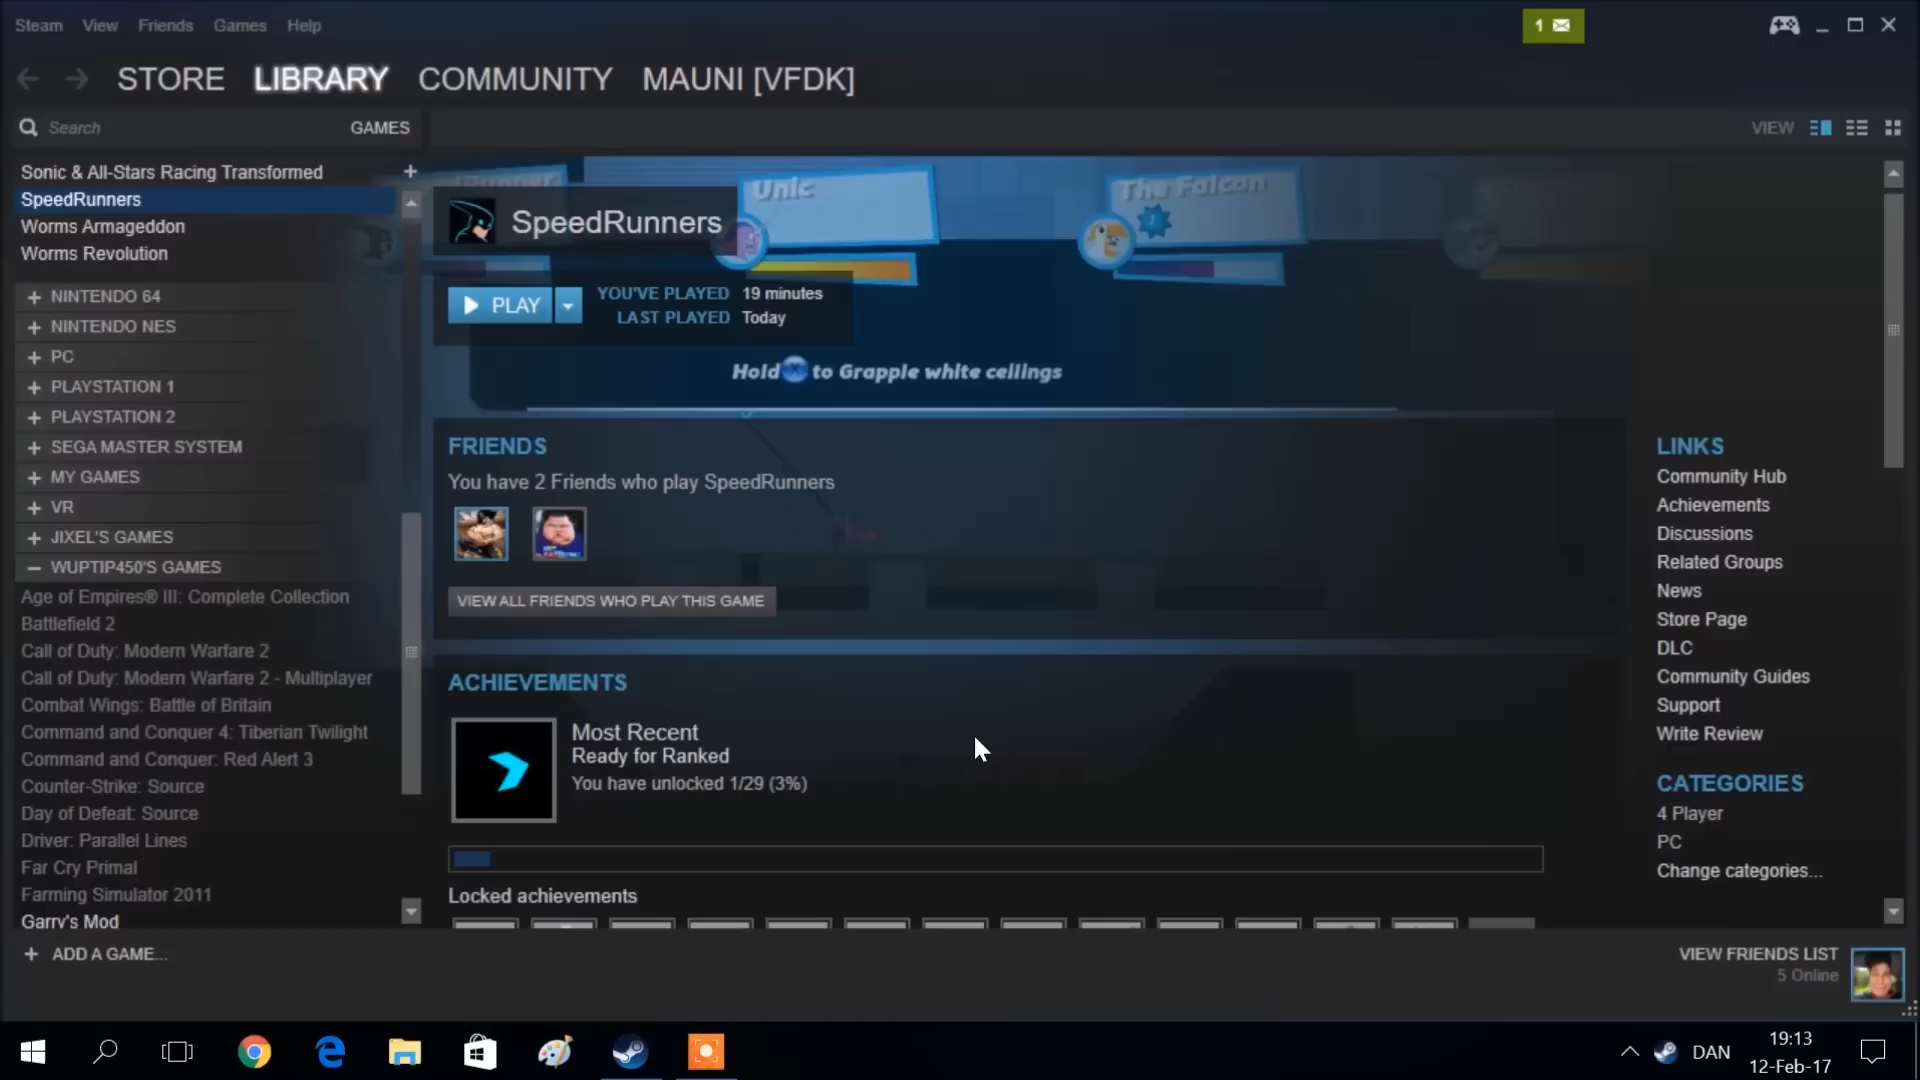 Steam View Friends Games Help
1
STORE LIBRARY COMMUNITY MAUNI [VFDK]
Search GAMES
VIEW
Sonic & All-Stars Racing Transformed
SpeedRunners
Worms Armageddon
Worms Revolution
NINTENDO 64
NINTENDO NES
PC
PLAYSTATION 1
PLAYSTATION 2
SEGA MASTER SYSTEM
MY GAMES
VR
JIXEL'S GAMES
WUPTIP450'S GAMES
Age of Empires® III: Complete Collection
Battlefield 2
Call of Duty: Modern Warfare 2
Call of Duty: Modern Warfare 2 - Multiplayer
Combat Wings: Battle of Britain
Command and Conquer 4: Tiberian Twilight
Command and Conquer: Red Alert 3
Counter-Strike: Source
Day of Defeat: Source
Driver: Parallel Lines
Far Cry Primal
Farming Simulator 2011
Garry's Mod
+ ADD A GAME...
Unic
The Falcon
SpeedRunners
PLAY
YOU'VE PLAYED 19 minutes
LAST PLAYED Today
Hold X to Grapple white ceilings
FRIENDS
You have 2 Friends who play SpeedRunners
VIEW ALL FRIENDS WHO PLAY THIS GAME
ACHIEVEMENTS
Most Recent
Ready for Ranked
You have unlocked 1/29 (3%)
Locked achievements
LINKS
Community Hub
Achievements
Discussions
Related Groups
News
Store Page
DLC
Community Guides
Support
Write Review
CATEGORIES
4 Player
PC
Change categories...
VIEW FRIENDS LIST
5 Online
DAN
19:13
12-Feb-17